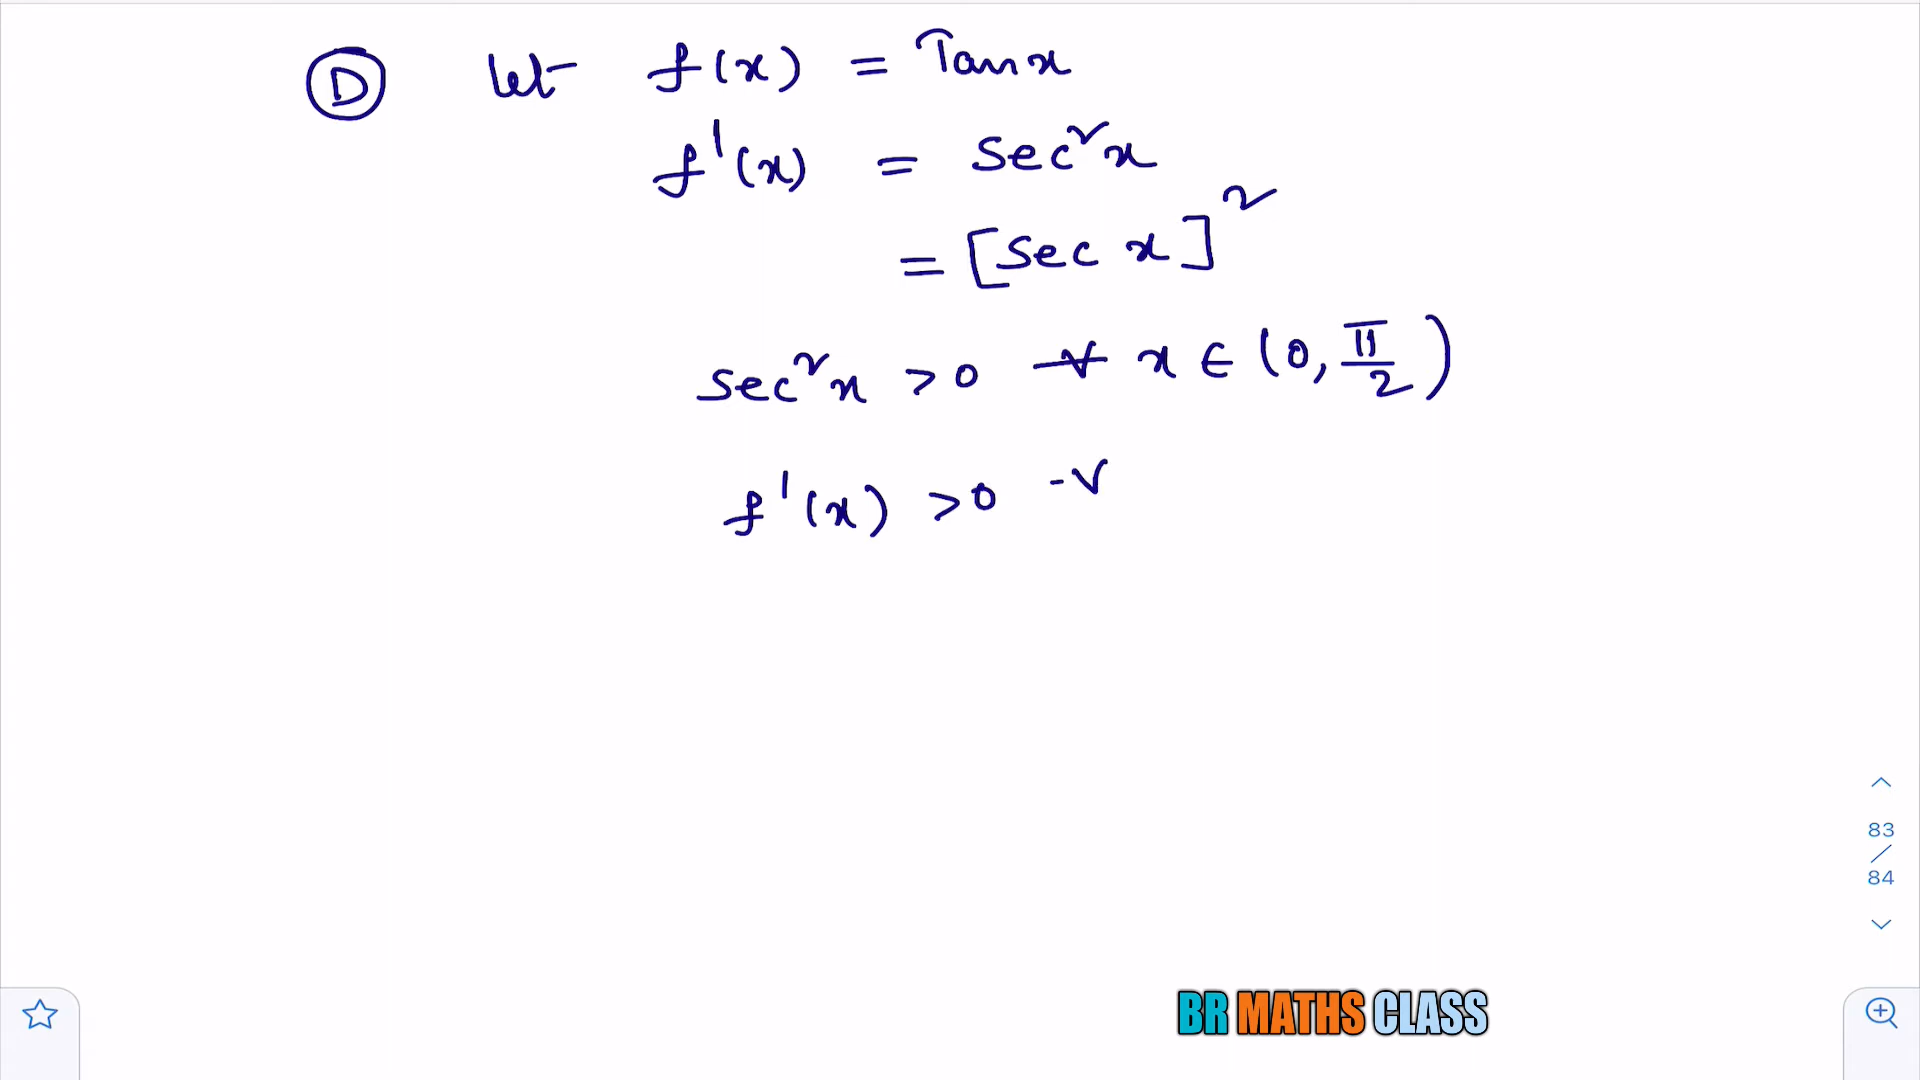 D let f(x) = Tan x
f'(x) = sec²x
= [sec x]²
sec²x > 0 ∀ x ∈ (0, π/2)
f'(x) > 0
83
/
84
BR MATHS CLASS